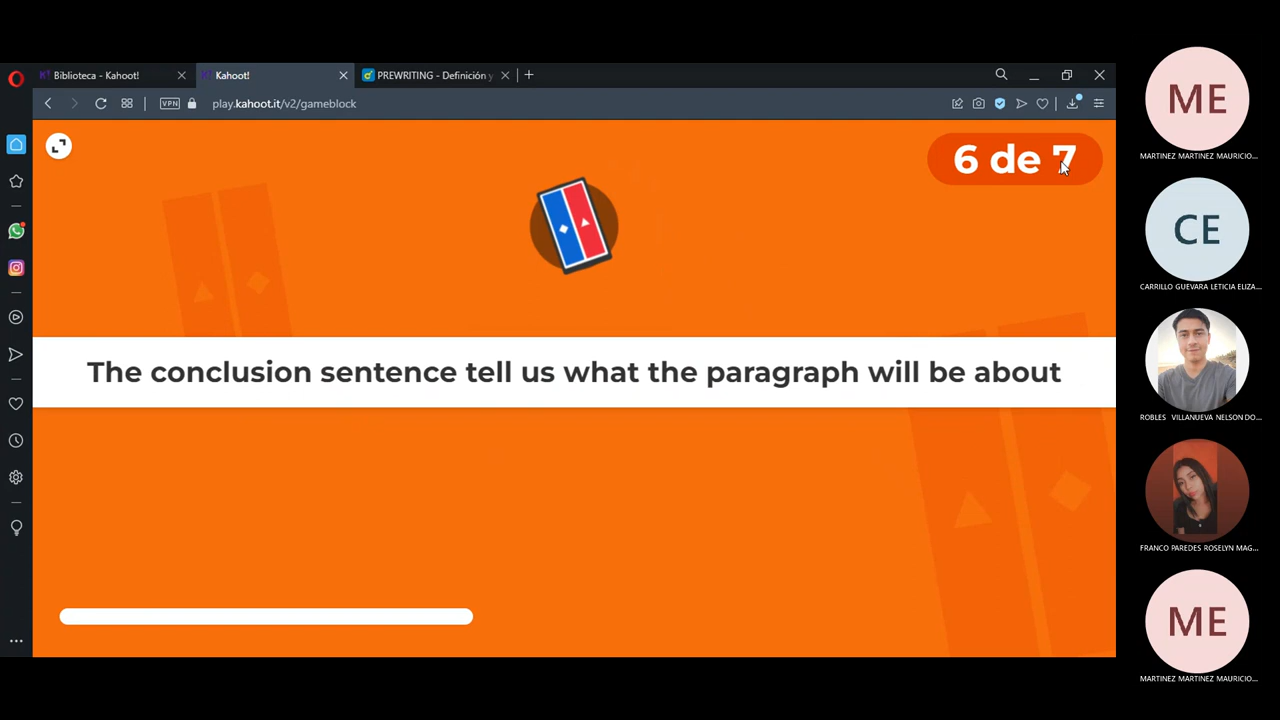 Biblioteca - Kahoot!
Kahoot!
PREWRITING - Definición y
VPN
play.kahoot.it/v2/gameblock
6 de 7
The conclusion sentence tell us what the paragraph will be about
ME
MARTINEZ MARTINEZ MAURICIO...
CE
CARRILLO GUEVARA LETICIA ELIZA...
ROBLES VILLANUEVA NELSON DO...
FRANCO PAREDES ROSELYN MAG...
ME
MARTINEZ MARTINEZ MAURICIO...